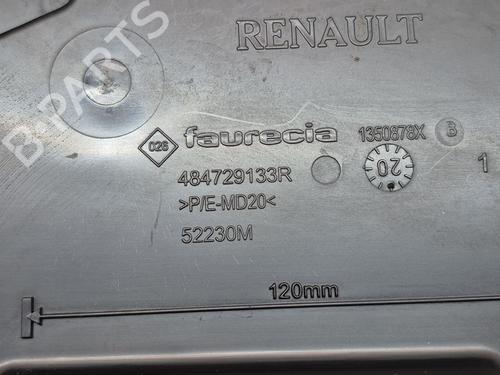 B-PARTS
RENAULT
026 faurecia 1350878X B
484729133R 20 1
>P/E-MD20<
52230M
120mm